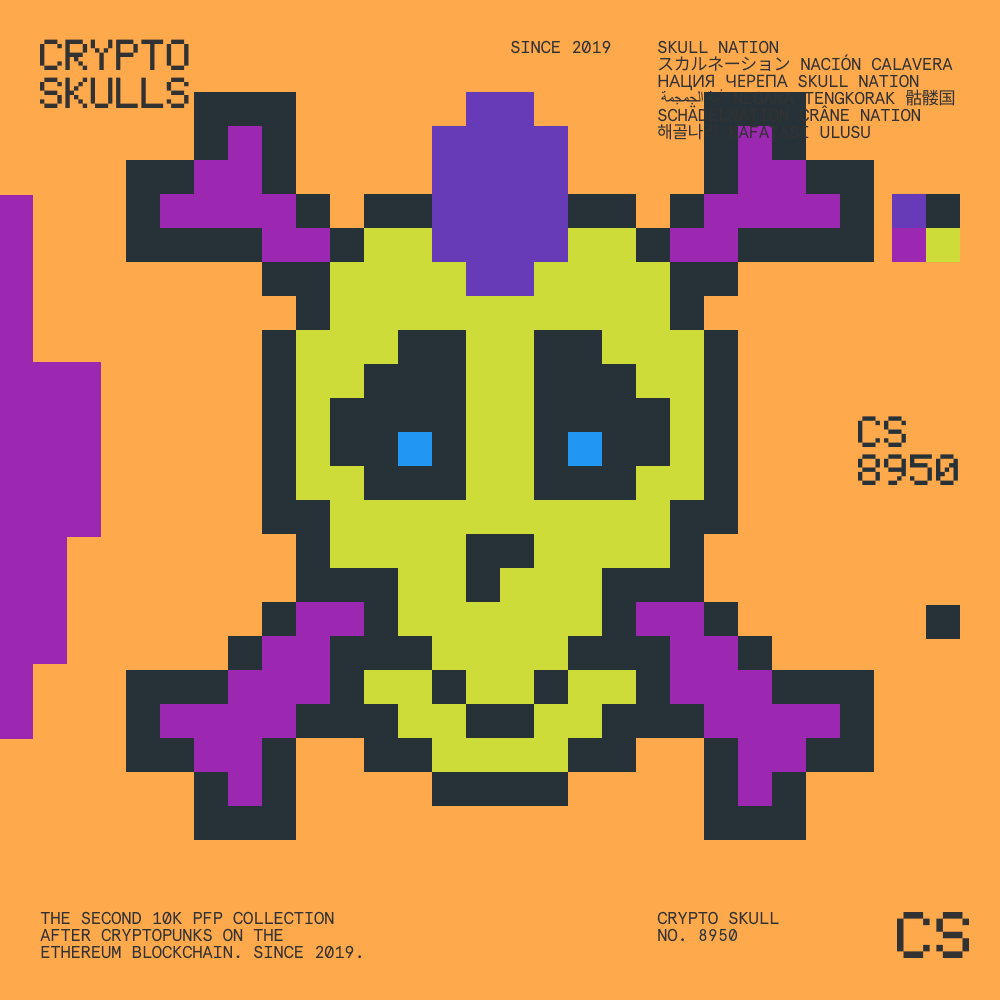 CRYPTO
SKULLS
SINCE 2019
SKULL NATION
スカルネーション NACIÓN CALAVERA
НАЦИЯ ЧЕРЕПА SKULL NATION
الجمجمة TENGKORAK 骷髅国
CRÂNE NATION
ULUSU
CS
8950
THE SECOND 10K PFP COLLECTION
AFTER CRYPTOPUNKS ON THE
ETHEREUM BLOCKCHAIN. SINCE 2019.
CRYPTO SKULL
NO. 8950
CS